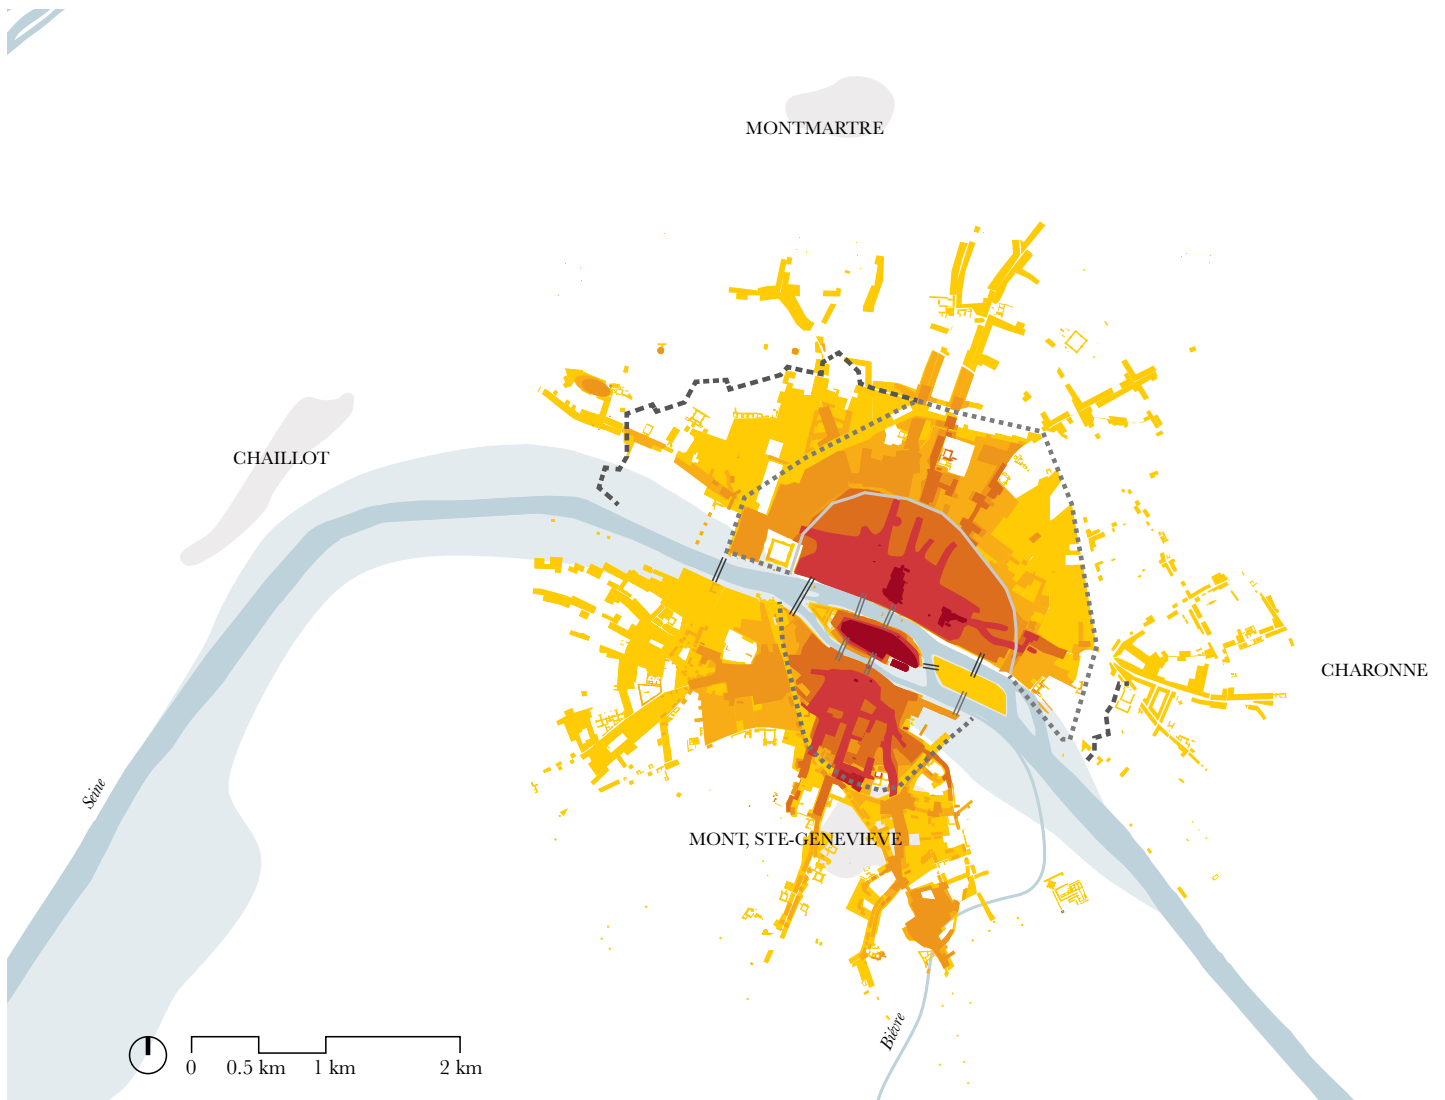 MONTMARTRE
CHAILLOT
CHARONNE
Seine
MONT, STE-GENEVIEVE
Bièvre
0 0.5 km 1 km 2 km